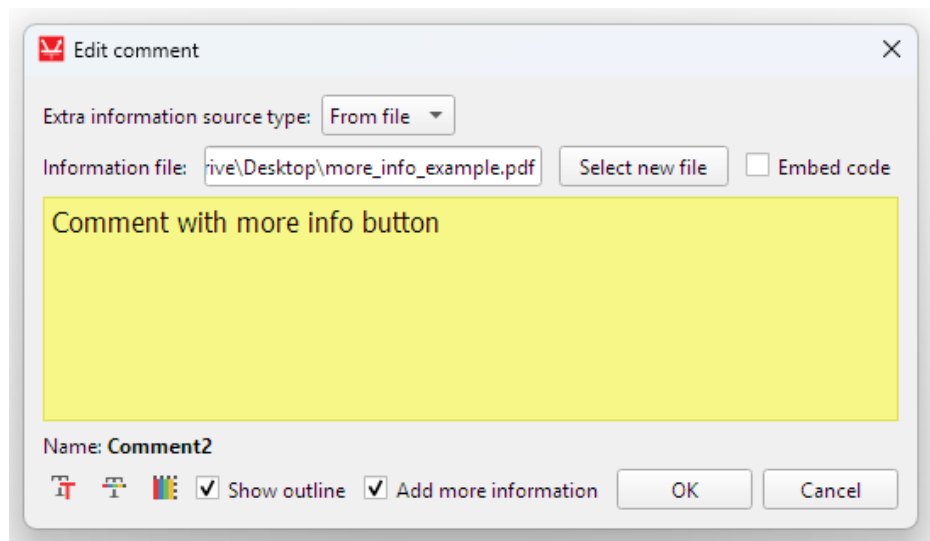 Edit comment
Extra information source type: From file
Information file: rive\Desktop\more_info_example.pdf Select new file Embed code
Comment with more info button
Name: Comment2
Show outline Add more information OK Cancel